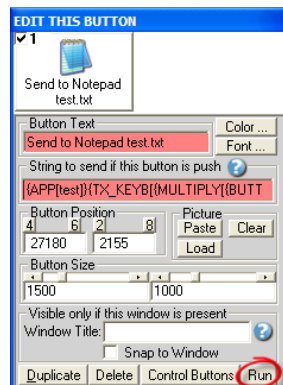 EDIT THIS BUTTON
1
Send to Notepad
test.txt
Button Text
Send to Notepad test.txt
Color ...
Font ...
String to send if this button is push ?
{APP[test]}{TX_KEYB[{MULTIPLY[{BUTT
Button Position
4 6 2 8
27180 2155
Picture
Paste Clear
Load
Button Size
1500 1000
Visible only if this window is present
Window Title: ?
Snap to Window
Duplicate Delete Control Buttons Run